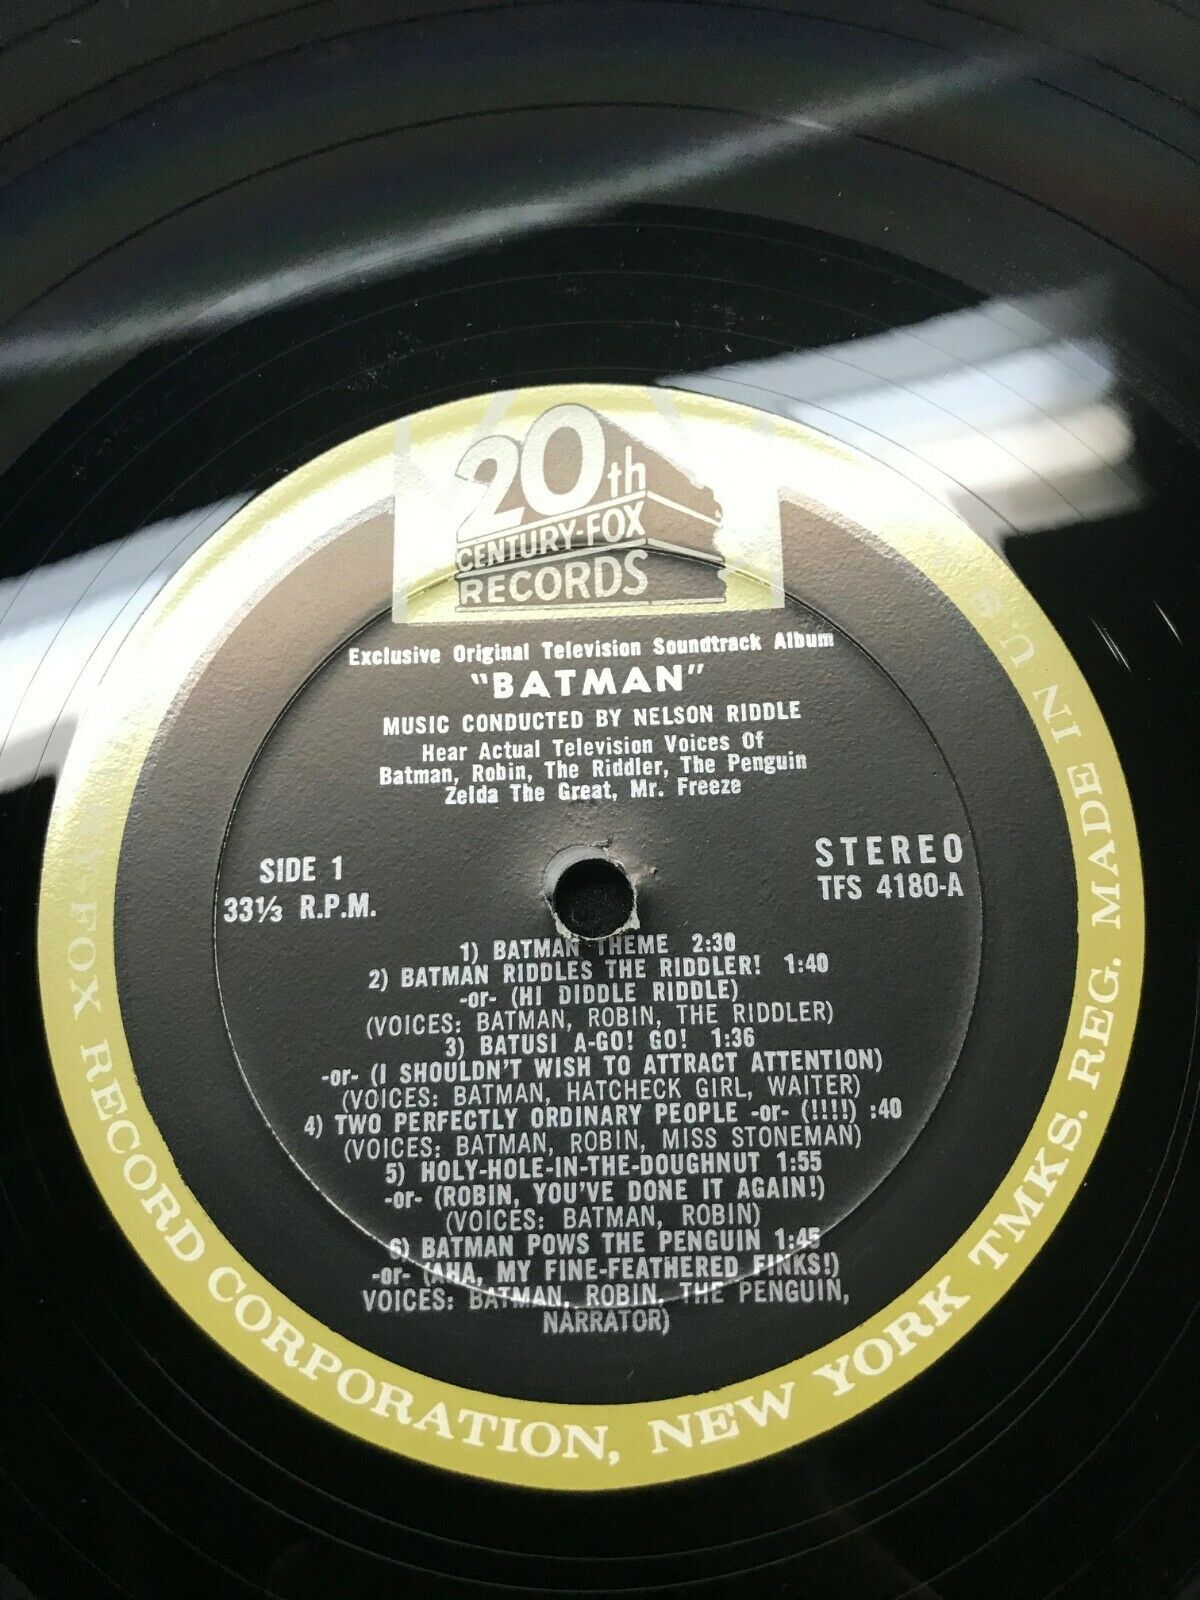 20th
CENTURY-FOX
RECORDS
Exclusive Original Television Soundtrack Album
"BATMAN"
MUSIC CONDUCTED BY NELSON RIDDLE
Hear Actual Television Voices Of
Batman, Robin, The Riddler, The Penguin
Zelda The Great, Mr. Freeze
SIDE 1
33⅓ R.P.M.
STEREO
TFS 4180-A
1) BATMAN THEME 2:30
2) BATMAN RIDDLES THE RIDDLER! 1:40
-or- (HI DIDDLE RIDDLE)
(VOICES: BATMAN, ROBIN, THE RIDDLER)
3) BATUSI A-GO! GO! 1:36
-or- (I SHOULDN'T WISH TO ATTRACT ATTENTION)
(VOICES: BATMAN, HATCHECK GIRL, WAITER)
4) TWO PERFECTLY ORDINARY PEOPLE -or- (!!!!) :40
(VOICES: BATMAN, ROBIN, MISS STONEMAN)
5) HOLY-HOLE-IN-THE-DOUGHNUT 1:55
-or- (ROBIN, YOU'VE DONE IT AGAIN!)
(VOICES: BATMAN, ROBIN)
6) BATMAN POWS THE PENGUIN 1:45
-or- (AHA, MY FINE-FEATHERED FINKS!)
VOICES: BATMAN, ROBIN, THE PENGUIN,
NARRATOR)
FOX RECORD CORPORATION, NEW YORK TMKS. REG. MADE IN U.S.